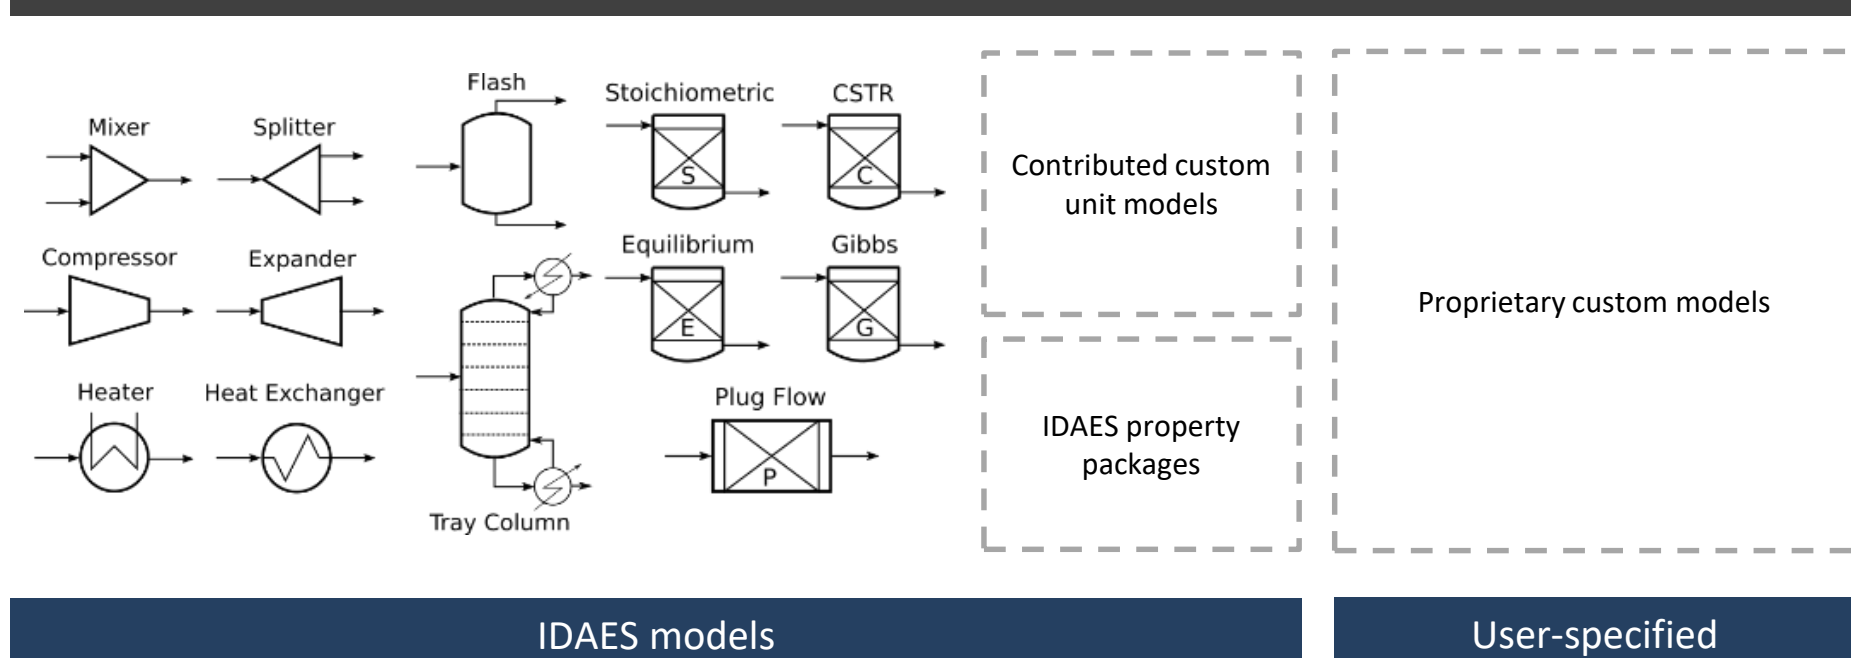 Mixer
Splitter
Flash
Stoichiometric
CSTR
S
C
Compressor
Expander
Equilibrium
Gibbs
E
G
Heater
Heat Exchanger
Tray Column
Plug Flow
P
Contributed custom
unit models
IDAES property
packages
Proprietary custom models
IDAES models
User-specified